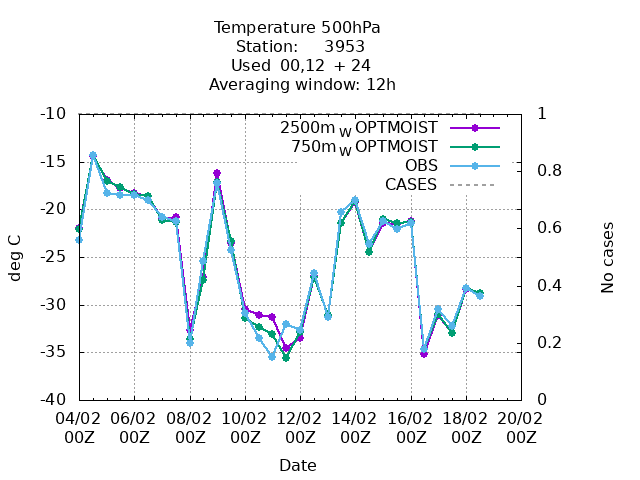 Temperature 500hPa
Station: 3953
Used 00,12 + 24
Averaging window: 12h
2500m W OPTMOIST
750m W OPTMOIST
OBS
CASES
deg C
-10
-15
-20
-25
-30
-35
-40
1
0.8
0.6
0.4
0.2
0
No cases
04/02 06/02 08/02 10/02 12/02 14/02 16/02 18/02 20/02
00Z 00Z 00Z 00Z 00Z 00Z 00Z 00Z 00Z
Date